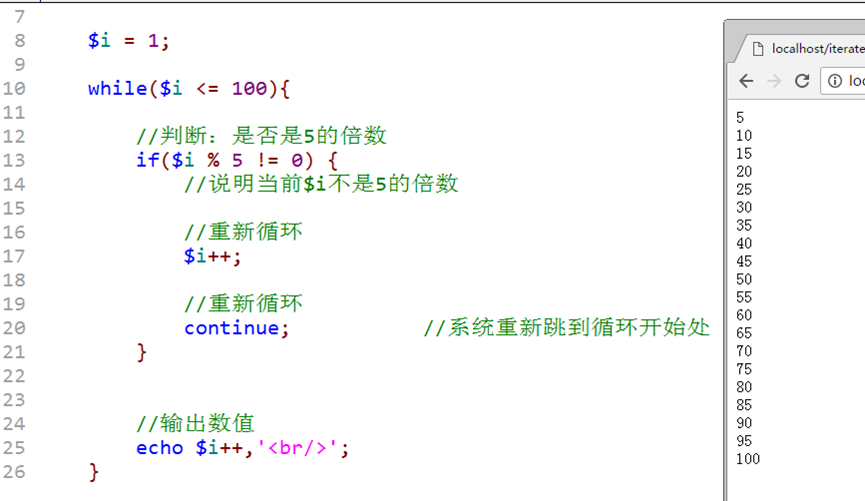 7
8 $i = 1;
9
10 while($i <= 100){
11
12 //判断：是否是5的倍数
13 if($i % 5 != 0) {
14 //说明当前$i不是5的倍数
15
16 //重新循环
17 $i++;
18
19 //重新循环
20 continue; //系统重新跳到循环开始处
21 }
22
23
24 //输出数值
25 echo $i++,'<br/>';
26 }
localhost/iterate
loc
5
10
15
20
25
30
35
40
45
50
55
60
65
70
75
80
85
90
95
100